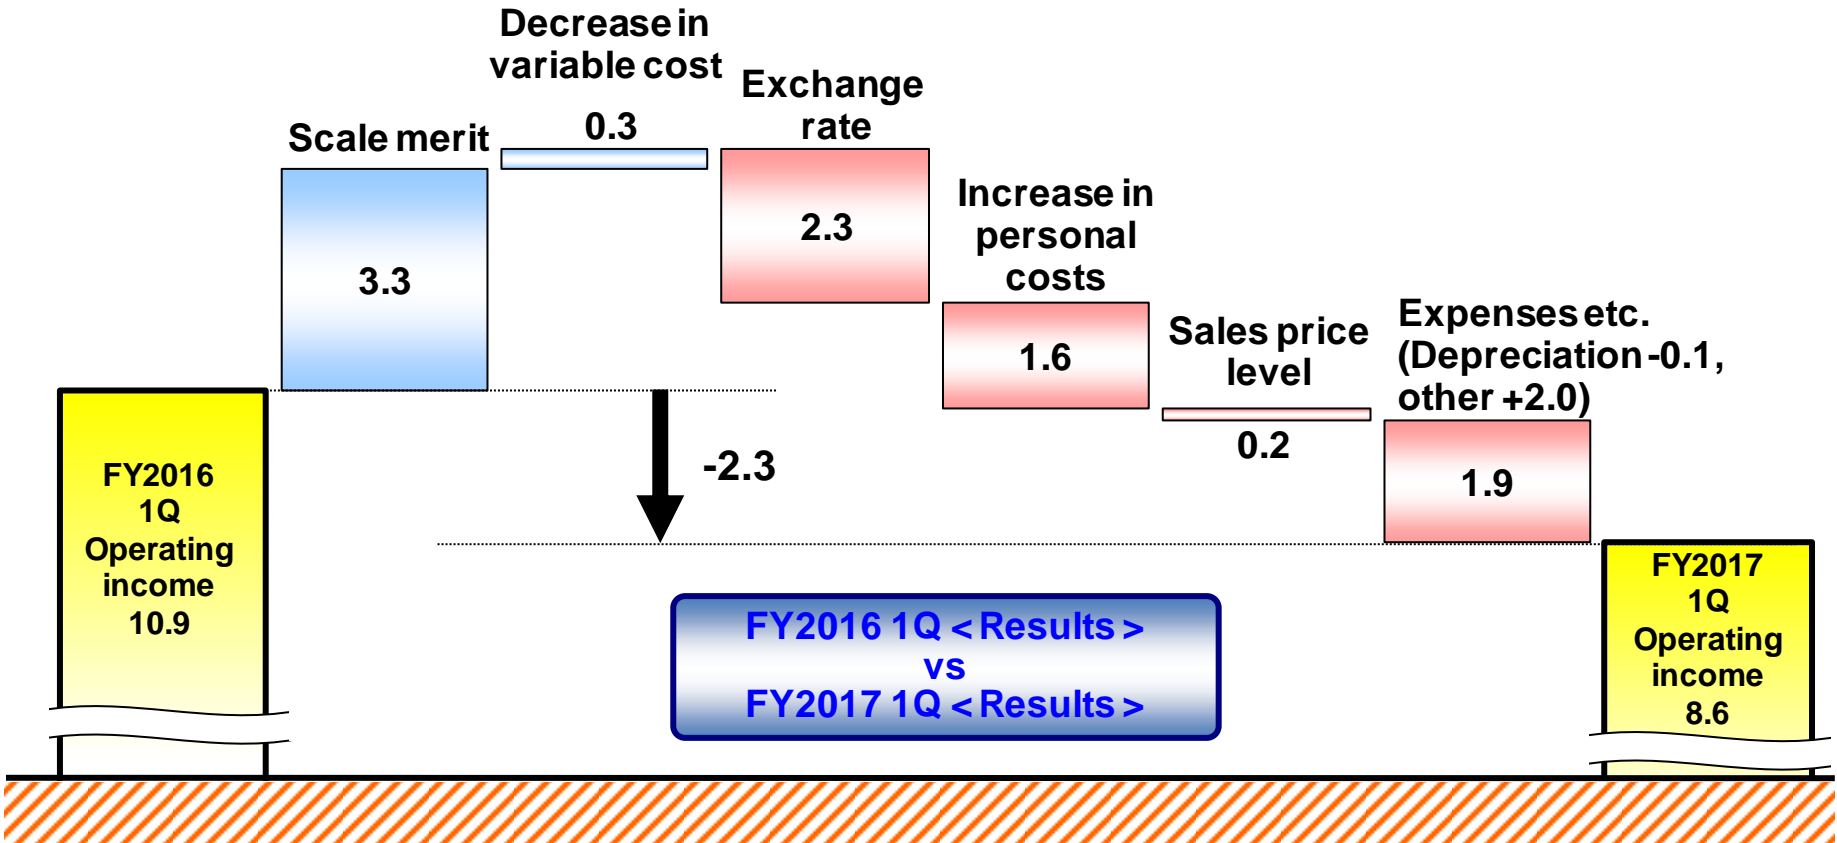 Decrease in
variable cost
0.3
Exchange
rate
Scale merit
3.3
2.3
Increase in
personal
costs
1.6
Sales price
level
0.2
Expenses etc.
(Depreciation -0.1,
other +2.0)
1.9
-2.3
FY2016
1Q
Operating
income
10.9
FY2016 1Q < Results >
vs
FY2017 1Q < Results >
FY2017
1Q
Operating
income
8.6